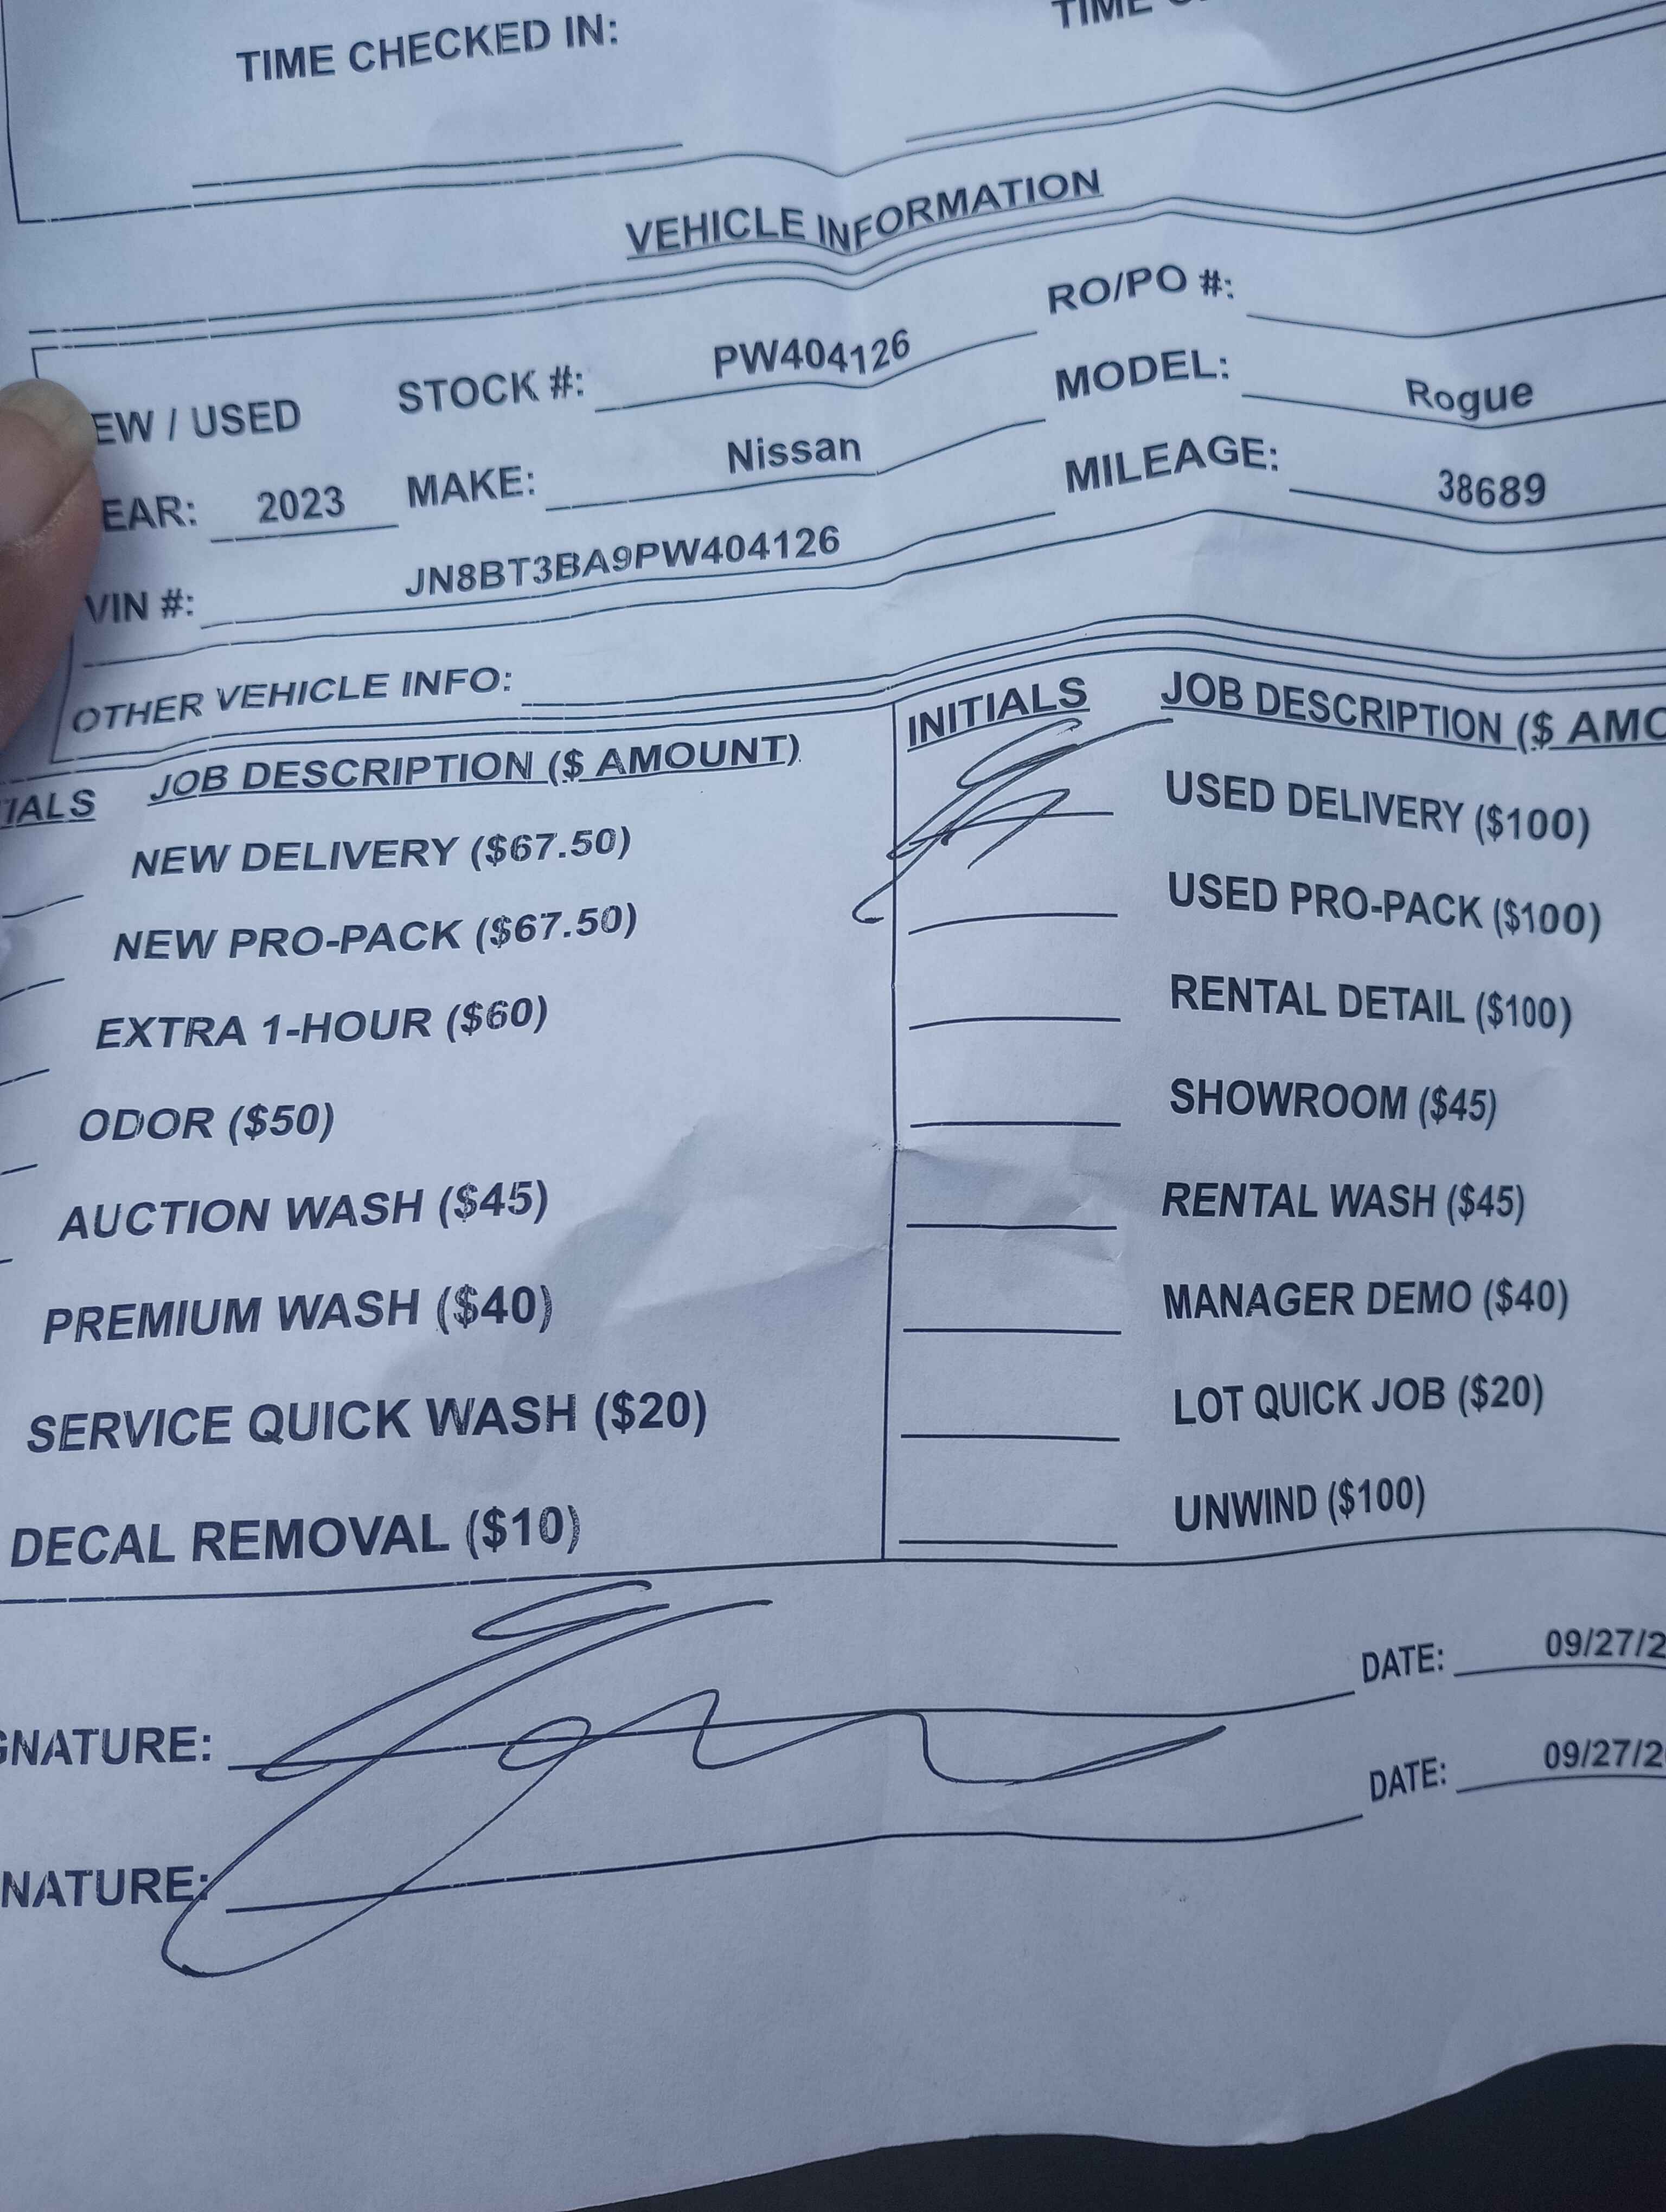 TIME CHECKED IN: TIME
VEHICLE INFORMATION
EW / USED STOCK #: PW404126 RO/PO #:
EAR: 2023 MAKE: Nissan MODEL: Rogue
VIN #: JN8BT3BA9PW404126 MILEAGE: 38689
OTHER VEHICLE INFO:
IALS JOB DESCRIPTION ($ AMOUNT) INITIALS JOB DESCRIPTION ($ AMO
NEW DELIVERY ($67.50) USED DELIVERY ($100)
NEW PRO-PACK ($67.50) USED PRO-PACK ($100)
EXTRA 1-HOUR ($60) RENTAL DETAIL ($100)
ODOR ($50) SHOWROOM ($45)
AUCTION WASH ($45) RENTAL WASH ($45)
PREMIUM WASH ($40) MANAGER DEMO ($40)
SERVICE QUICK WASH ($20) LOT QUICK JOB ($20)
DECAL REMOVAL ($10) UNWIND ($100)
GNATURE: DATE: 09/27/2
NATURE: DATE: 09/27/2